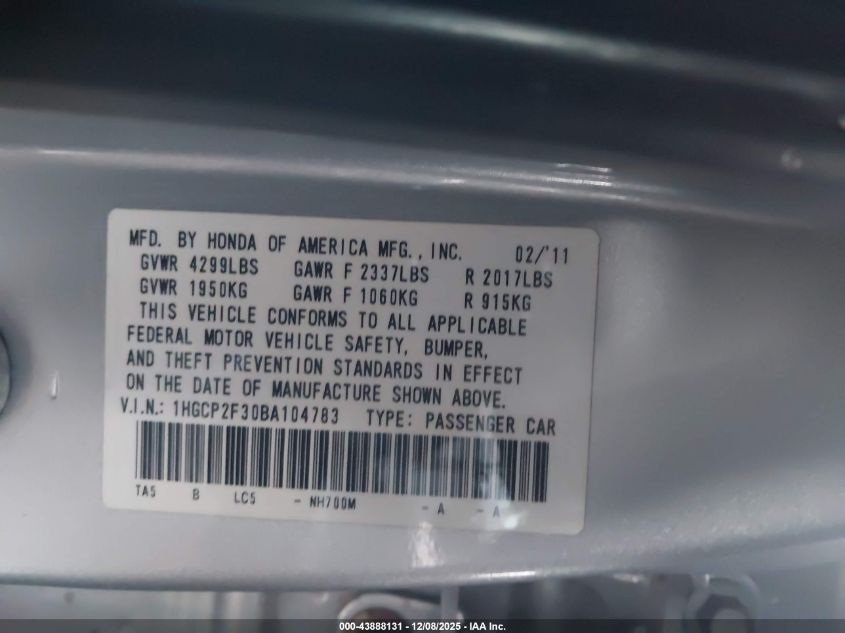 MFD. BY HONDA OF AMERICA MFG., INC. 02/'11
GVWR 4299LBS GAWR F 2337LBS R 2017LBS
GVWR 1950KG GAWR F 1060KG R 915KG
THIS VEHICLE CONFORMS TO ALL APPLICABLE
FEDERAL MOTOR VEHICLE SAFETY, BUMPER,
AND THEFT PREVENTION STANDARDS IN EFFECT
ON THE DATE OF MANUFACTURE SHOWN ABOVE.
V.I.N.: 1HGCP2F30BA104783 TYPE: PASSENGER CAR
TA5 B LC5 - NH700M - A - A
000-43888131 - 12/08/2025 - IAA Inc.